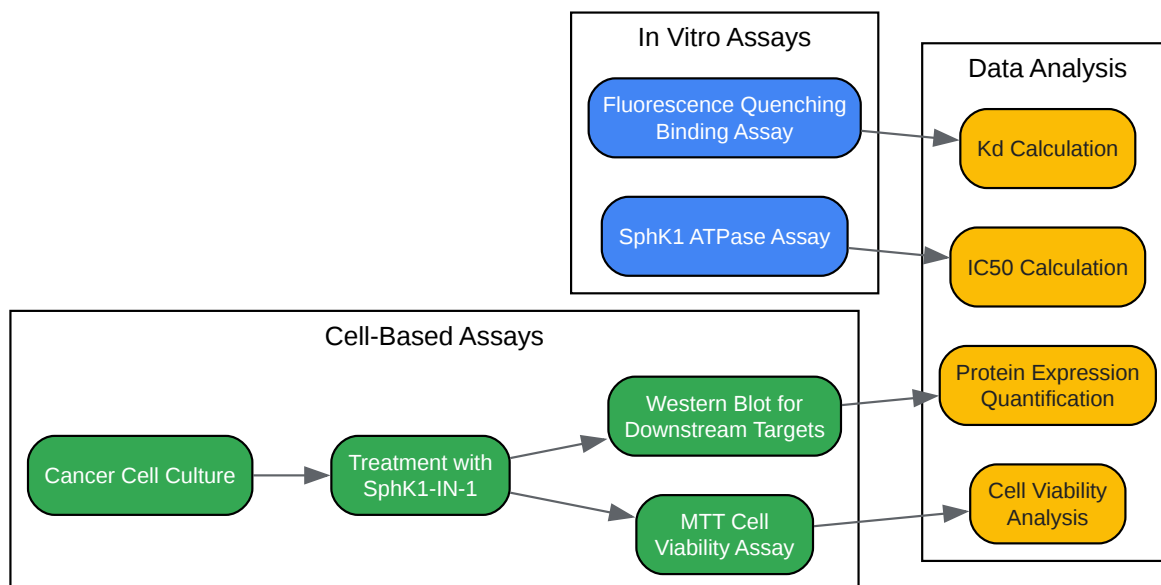 In Vitro Assays
Fluorescence Quenching
Binding Assay
SphK1 ATPase Assay
Data Analysis
Kd Calculation
IC50 Calculation
Protein Expression
Quantification
Cell Viability
Analysis
Cell-Based Assays
Cancer Cell Culture
Treatment with
SphK1-IN-1
Western Blot for
Downstream Targets
MTT Cell
Viability Assay